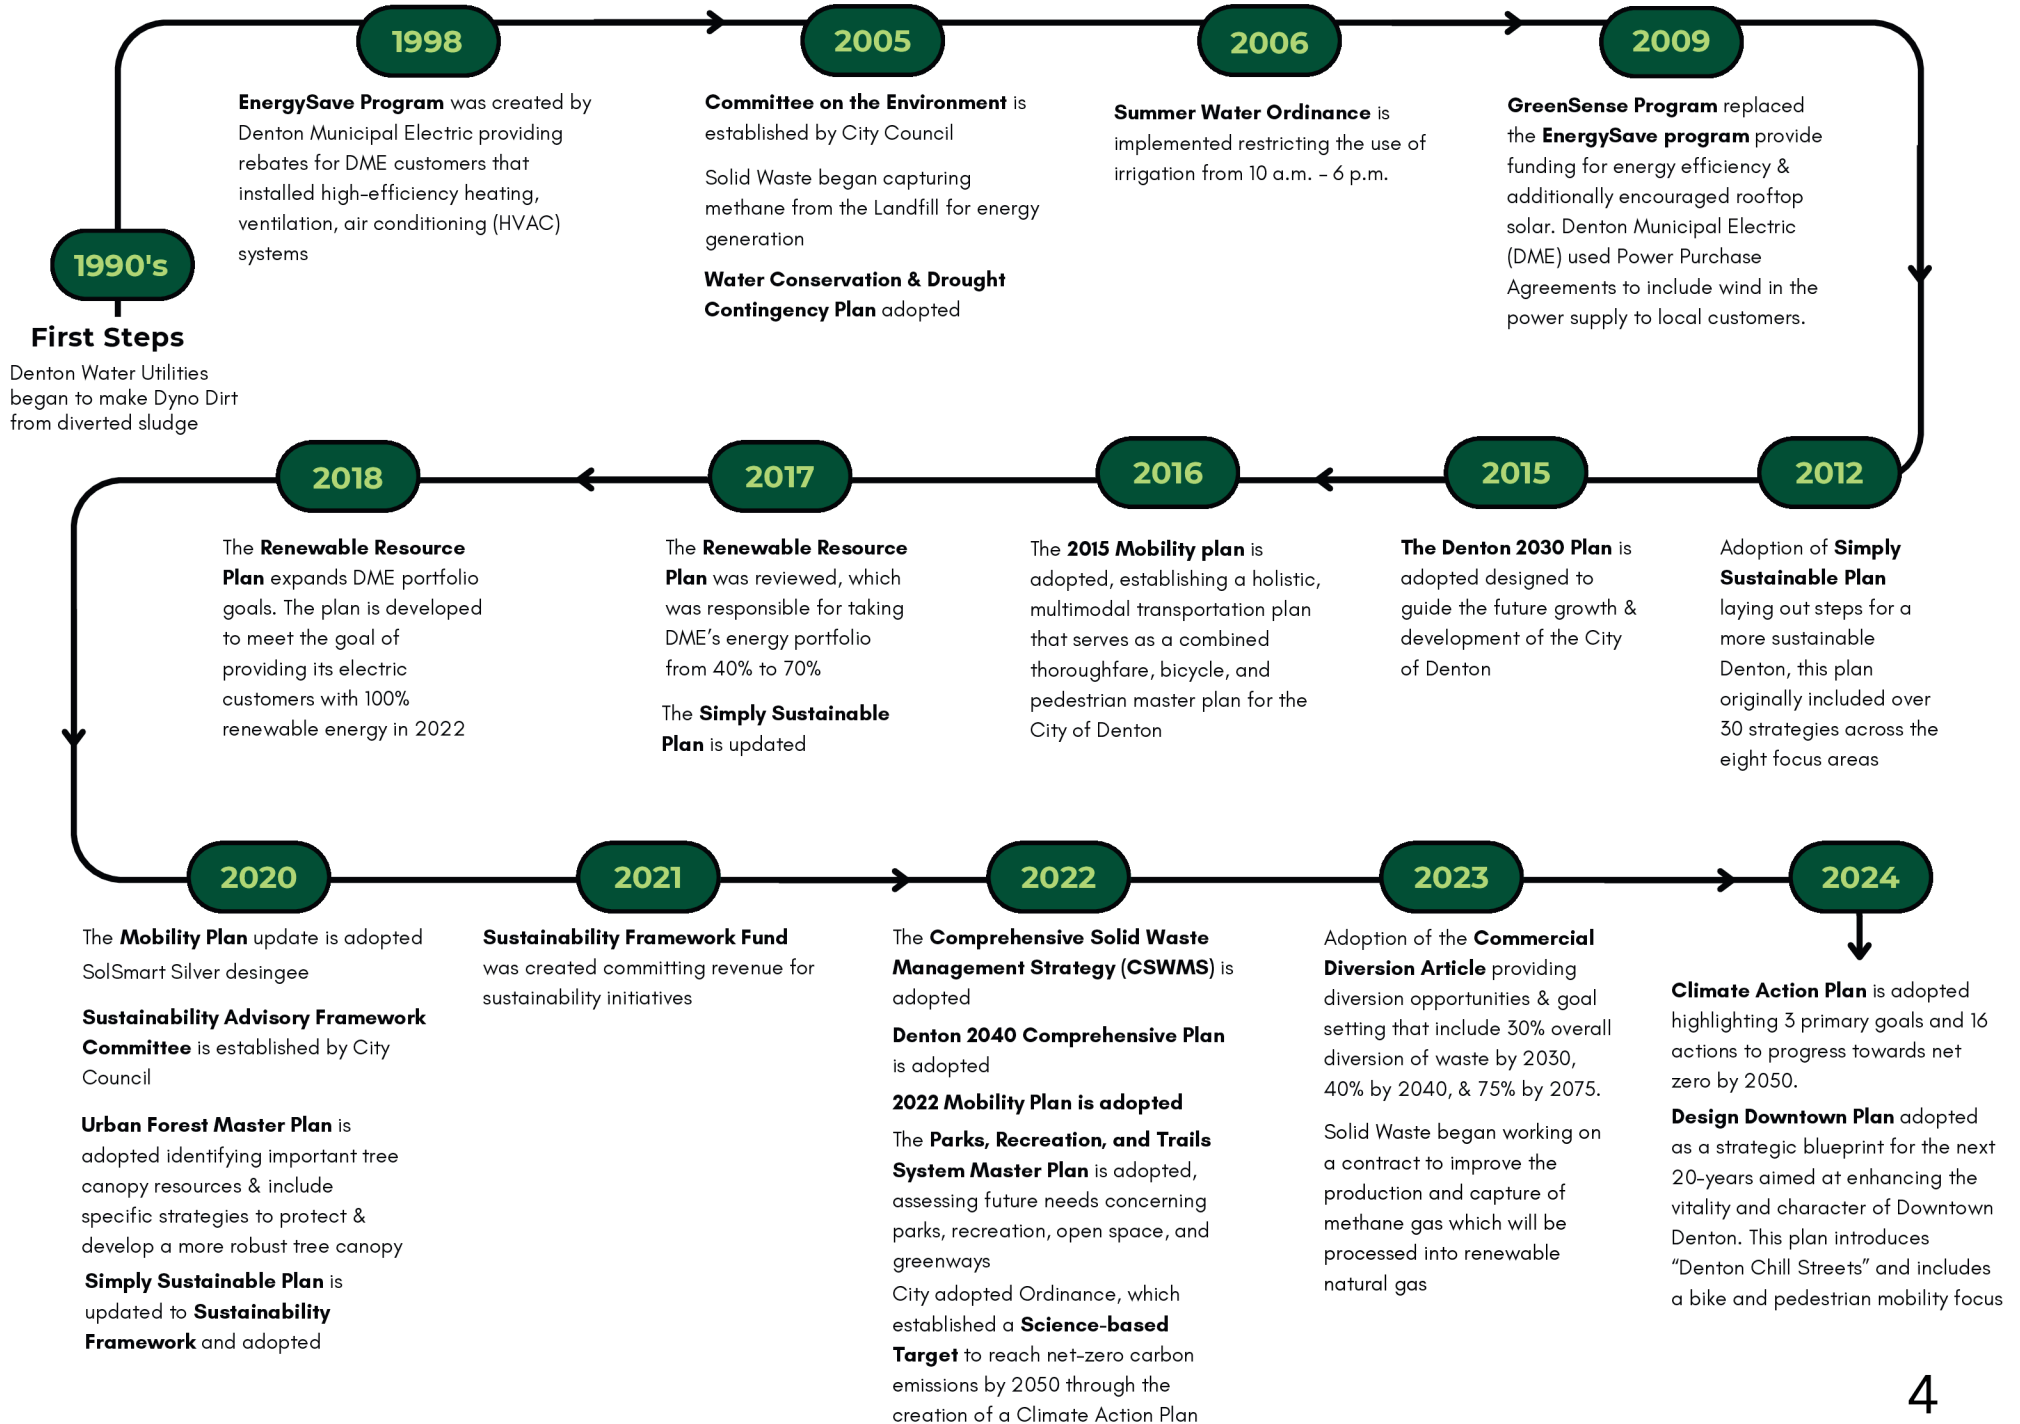 1990's
First Steps
Denton Water Utilities
began to make Dyno Dirt
from diverted sludge
1998
EnergySave Program was created by
Denton Municipal Electric providing
rebates for DME customers that
installed high-efficiency heating,
ventilation, air conditioning (HVAC)
systems
2005
Committee on the Environment is
established by City Council
Solid Waste began capturing
methane from the Landfill for energy
generation
Water Conservation & Drought
Contingency Plan adopted
2006
Summer Water Ordinance is
implemented restricting the use of
irrigation from 10 a.m. – 6 p.m.
2009
GreenSense Program replaced
the EnergySave program provide
funding for energy efficiency &
additionally encouraged rooftop
solar. Denton Municipal Electric
(DME) used Power Purchase
Agreements to include wind in the
power supply to local customers.
2012
Adoption of Simply
Sustainable Plan
laying out steps for a
more sustainable
Denton, this plan
originally included over
30 strategies across the
eight focus areas
2015
The Denton 2030 Plan is
adopted designed to
guide the future growth &
development of the City
of Denton
2016
The 2015 Mobility plan is
adopted, establishing a holistic,
multimodal transportation plan
that serves as a combined
thoroughfare, bicycle, and
pedestrian master plan for the
City of Denton
2017
The Renewable Resource
Plan was reviewed, which
was responsible for taking
DME’s energy portfolio
from 40% to 70%
The Simply Sustainable
Plan is updated
2018
The Renewable Resource
Plan expands DME portfolio
goals. The plan is developed
to meet the goal of
providing its electric
customers with 100%
renewable energy in 2022
2020
The Mobility Plan update is adopted
SolSmart Silver desingee
Sustainability Advisory Framework
Committee is established by City
Council
Urban Forest Master Plan is
adopted identifying important tree
canopy resources & include
specific strategies to protect &
develop a more robust tree canopy
Simply Sustainable Plan is
updated to Sustainability
Framework and adopted
2021
Sustainability Framework Fund
was created committing revenue for
sustainability initiatives
2022
The Comprehensive Solid Waste
Management Strategy (CSWMS) is
adopted
Denton 2040 Comprehensive Plan
is adopted
2022 Mobility Plan is adopted
The Parks, Recreation, and Trails
System Master Plan is adopted,
assessing future needs concerning
parks, recreation, open space, and
greenways
City adopted Ordinance, which
established a Science-based
Target to reach net-zero carbon
emissions by 2050 through the
creation of a Climate Action Plan
2023
Adoption of the Commercial
Diversion Article providing
diversion opportunities & goal
setting that include 30% overall
diversion of waste by 2030,
40% by 2040, & 75% by 2075.
Solid Waste began working on
a contract to improve the
production and capture of
methane gas which will be
processed into renewable
natural gas
2024
Climate Action Plan is adopted
highlighting 3 primary goals and 16
actions to progress towards net
zero by 2050.
Design Downtown Plan adopted
as a strategic blueprint for the next
20-years aimed at enhancing the
vitality and character of Downtown
Denton. This plan introduces
“Denton Chill Streets” and includes
a bike and pedestrian mobility focus
4